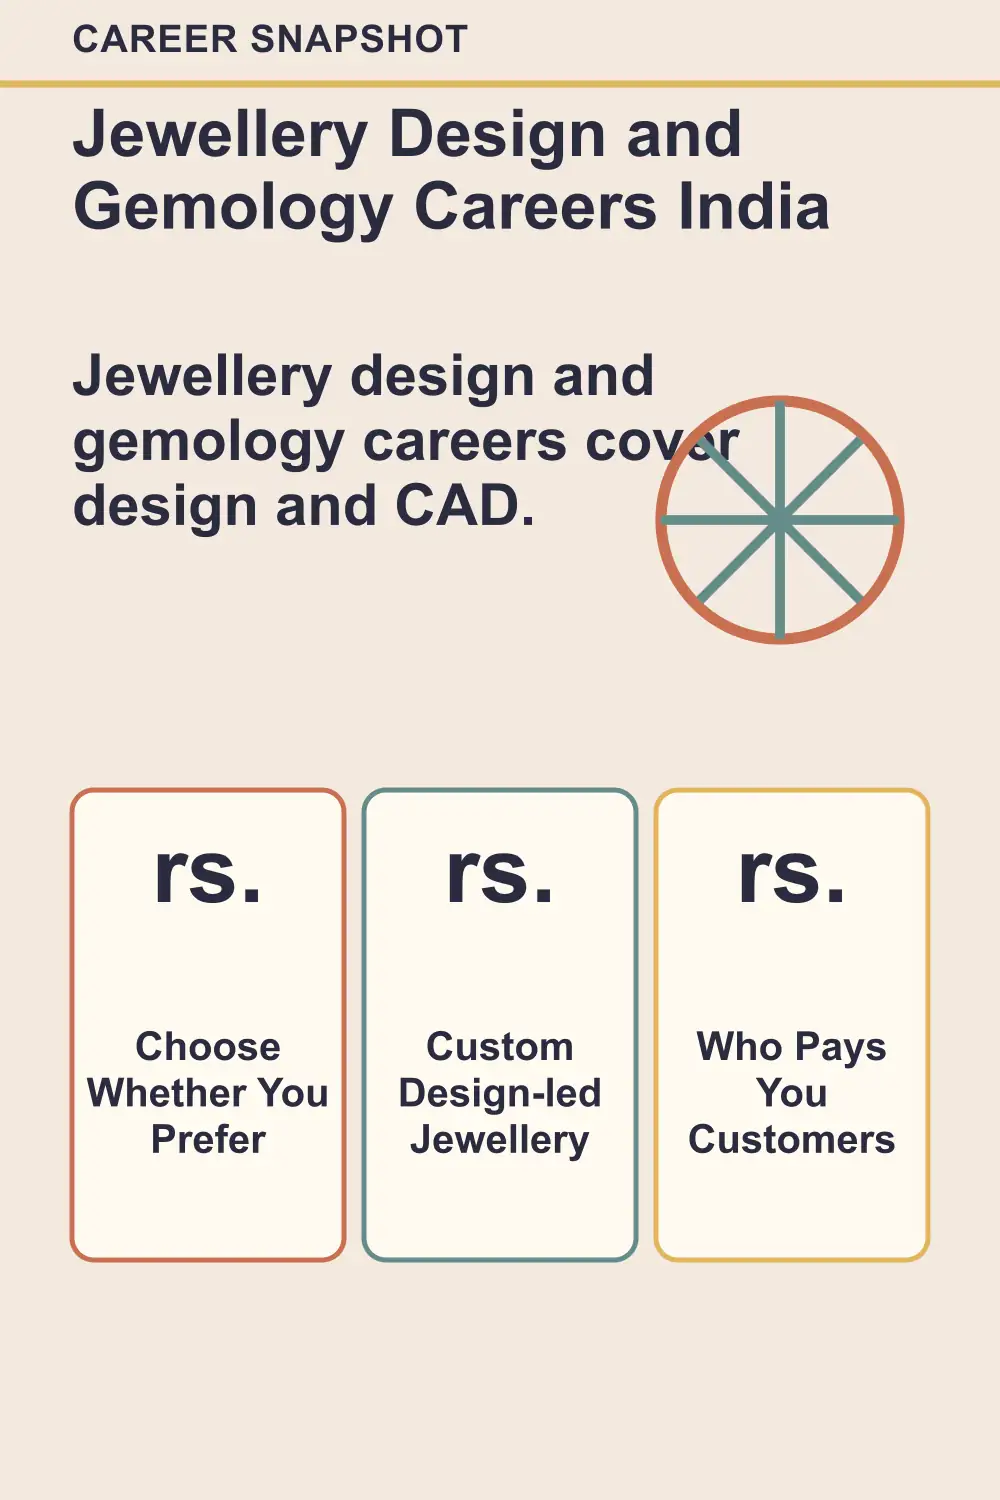 CAREER SNAPSHOT
Jewellery Design and
Gemology Careers India
Jewellery design and
gemology careers cover
design and CAD.
rs.
Choose
Whether You
Prefer
rs.
Custom
Design-led
Jewellery
rs.
Who Pays
You
Customers